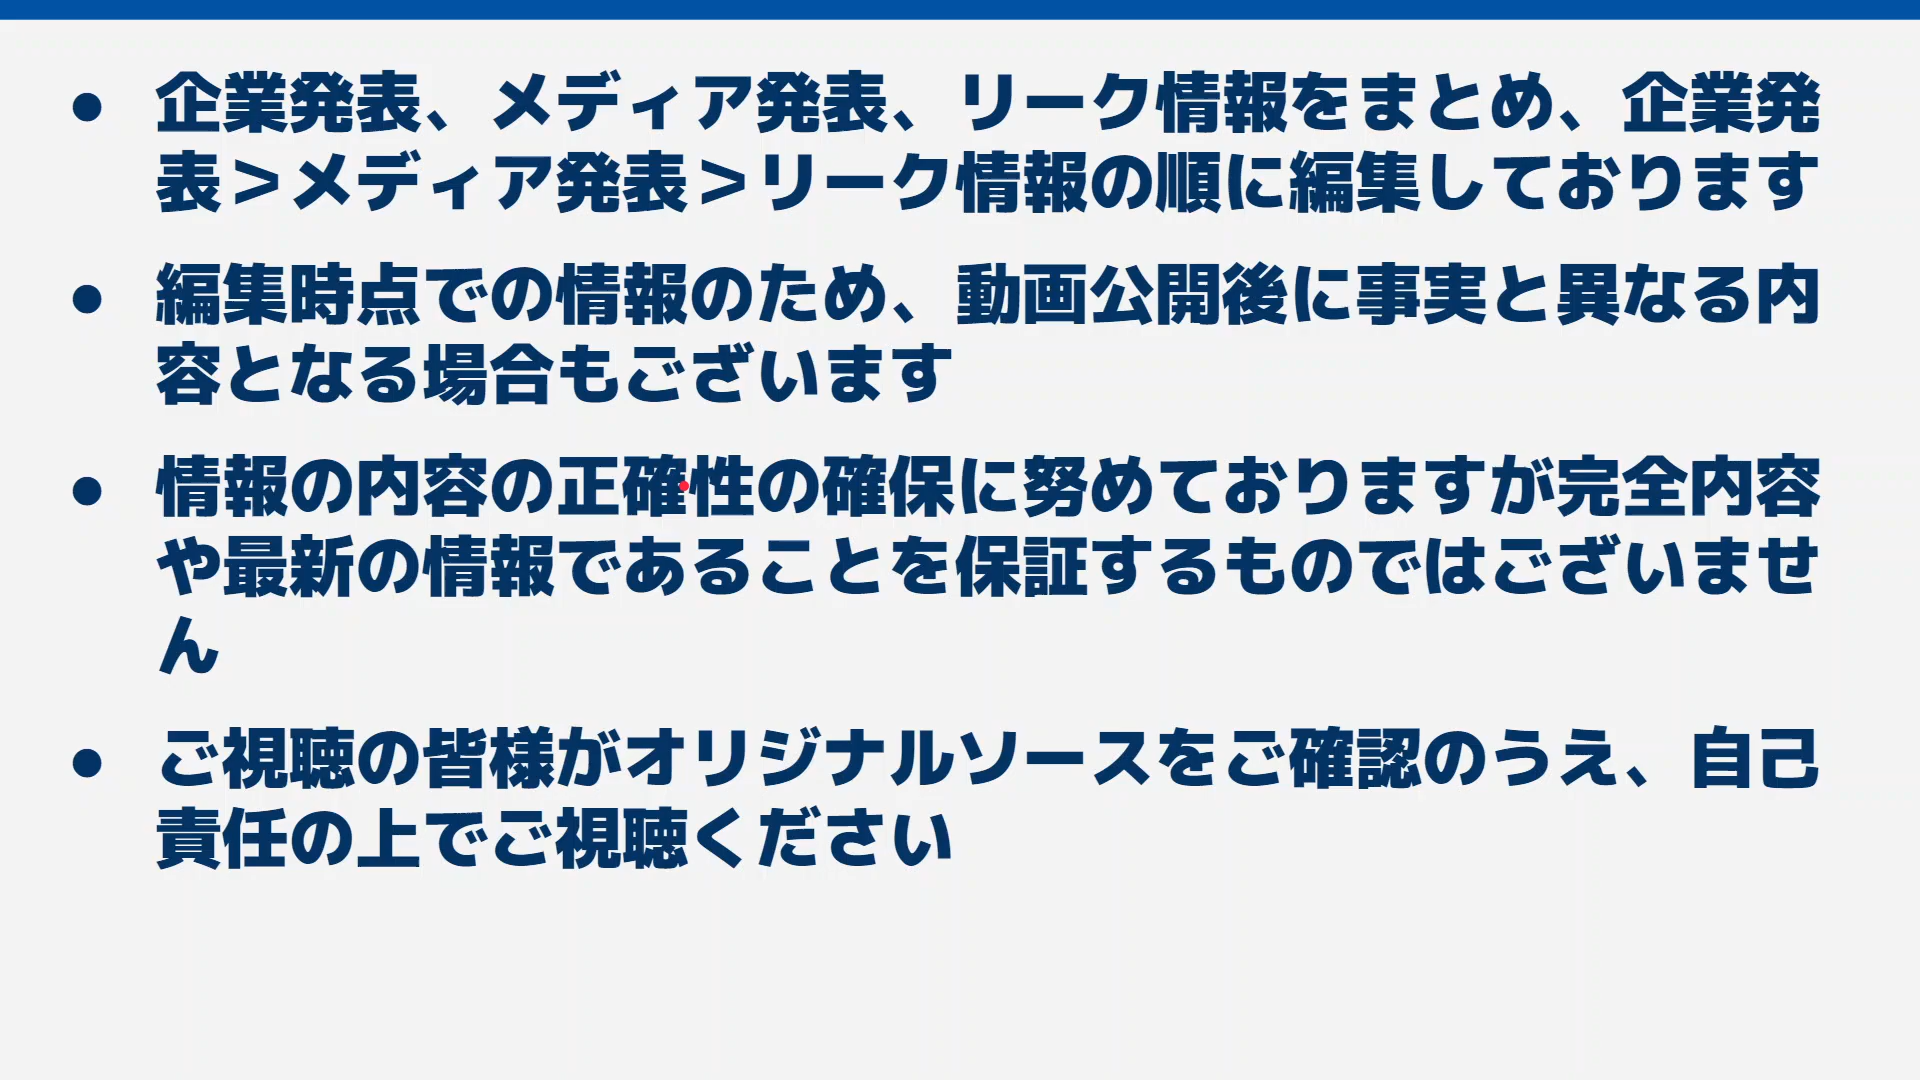 ● 企業発表、メディア発表、リーク情報をまとめ、企業発
表＞メディア発表＞リーク情報の順に編集しております
● 編集時点での情報のため、動画公開後に事実と異なる内
容となる場合もございます
● 情報の内容の正確性の確保に努めておりますが完全内容
や最新の情報であることを保証するものではございませ
ん
● ご視聴の皆様がオリジナルソースをご確認のうえ、自己
責任の上でご視聴ください